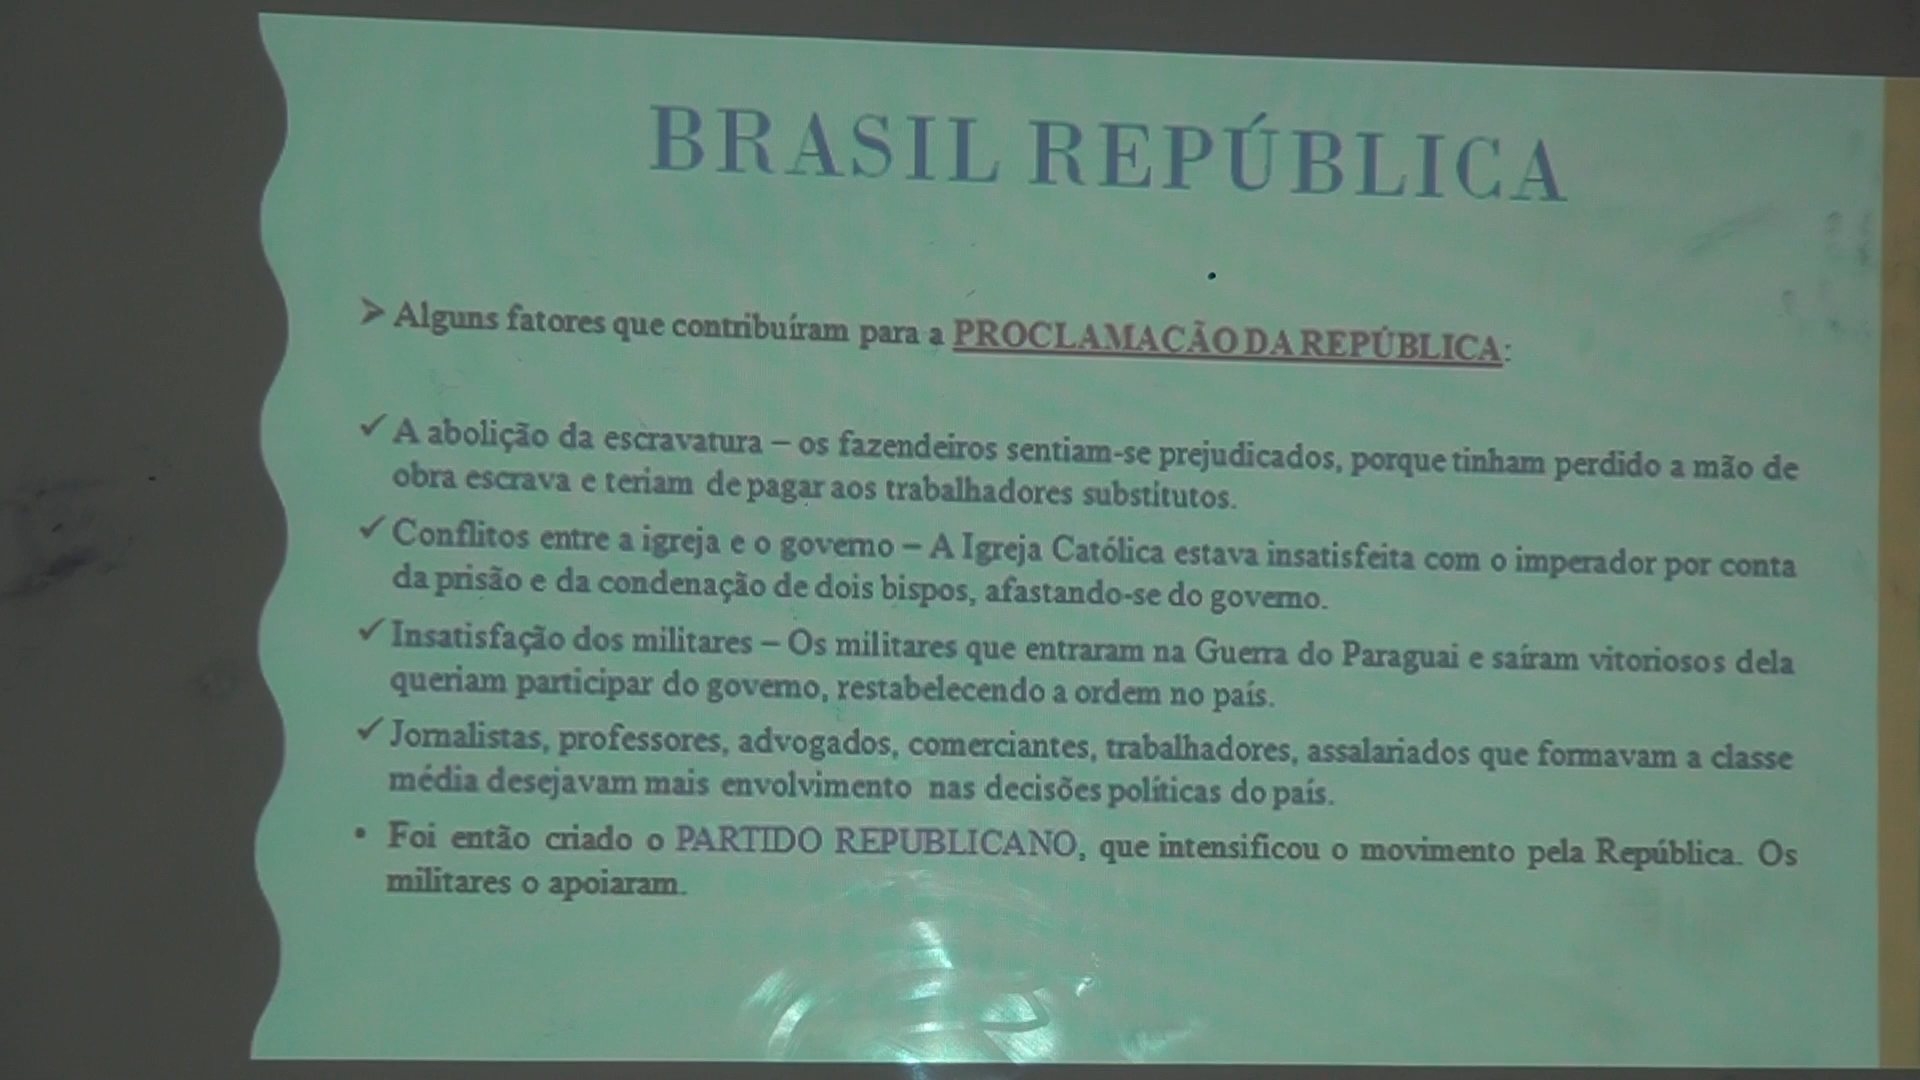 BRASIL REPÚBLICA
➢ Alguns fatores que contribuíram para a PROCLAMACÃO DA REPÚBLICA:
✓ A abolição da escravatura – os fazendeiros sentiam-se prejudicados, porque tinham perdido a mão de
obra escrava e teriam de pagar aos trabalhadores substitutos.
✓ Conflitos entre a igreja e o governo – A Igreja Católica estava insatisfeita com o imperador por conta
da prisão e da condenação de dois bispos, afastando-se do governo.
✓ Insatisfação dos militares – Os militares que entraram na Guerra do Paraguai e saíram vitoriosos dela
queriam participar do governo, restabelecendo a ordem no país.
✓ Jornalistas, professores, advogados, comerciantes, trabalhadores, assalariados que formavam a classe
média desejavam mais envolvimento nas decisões políticas do país.
• Foi então criado o PARTIDO REPUBLICANO, que intensificou o movimento pela República. Os
militares o apoiaram.